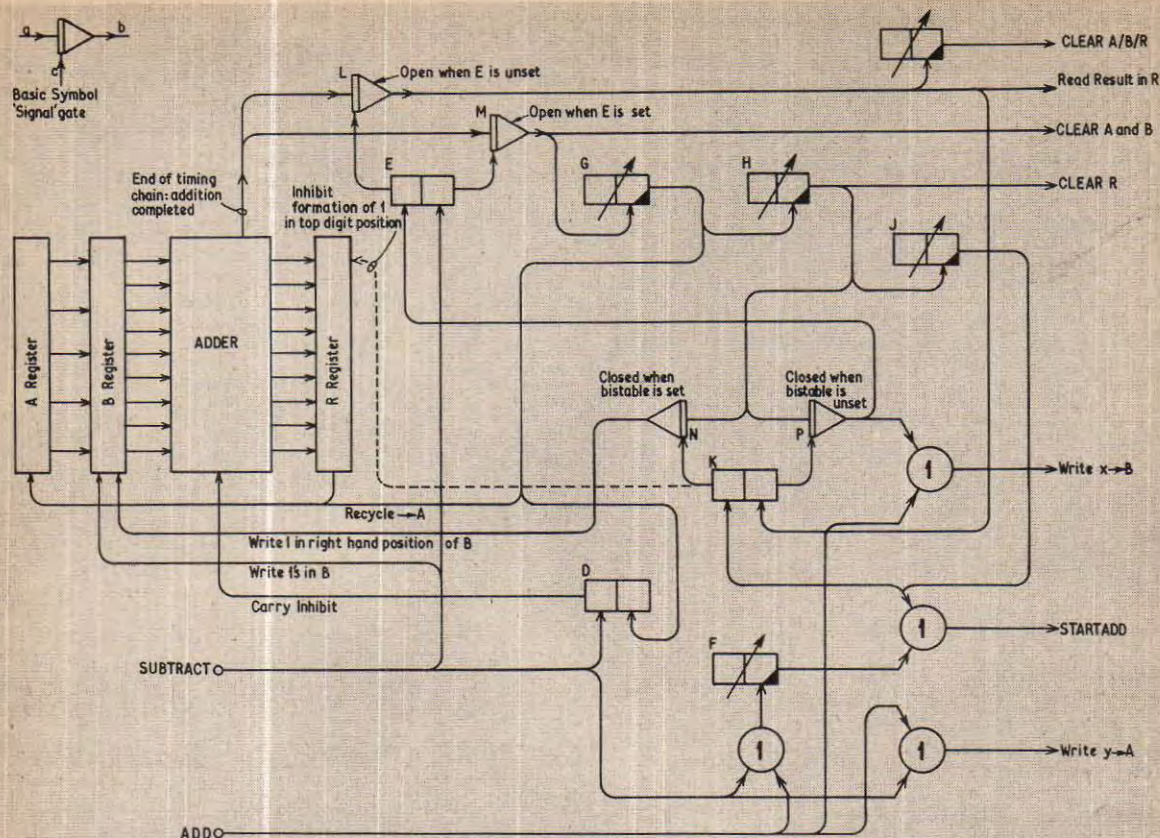 a
b
c
Basic Symbol
'Signal' gate
L
Open when E is unset
CLEAR A/B/R
Read Result in R
M
Open when E is set
CLEAR A and B
E
G
H
CLEAR R
End of timing
chain: addition
completed
Inhibit
formation of 1
in top digit position
J
A Register
B Register
ADDER
R Register
Closed when
bistable is set
Closed when
bistable is
unset
N
P
K
1
Write x→B
Recycle→A
Write 1 in right hand position of B
Write 1's in B
D
Carry Inhibit
1
STARTADD
SUBTRACT
F
1
1
Write y→A
ADD